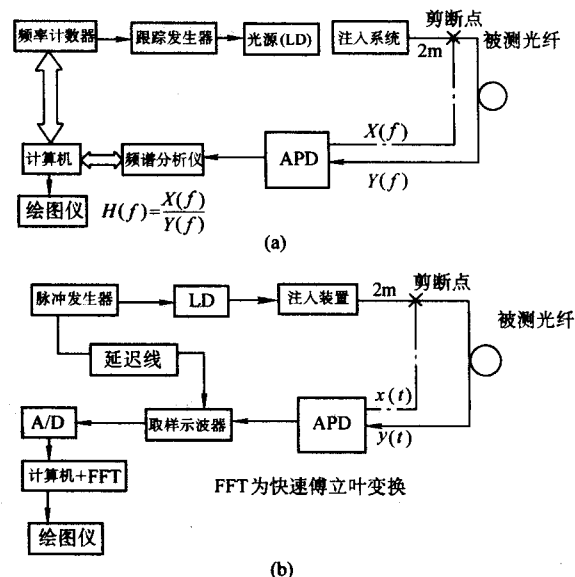 剪断点
频率计数器
跟踪发生器
光源(LD)
注入系统
2m
被测光纤
X(f)
计算机
频谱分析仪
APD
Y(f)
绘图仪
H(f)=X(f)/Y(f)
(a)
剪断点
脉冲发生器
LD
注入装置
2m
被测光纤
延迟线
x(t)
A/D
取样示波器
APD
y(t)
计算机+FFT
FFT为快速傅立叶变换
绘图仪
(b)